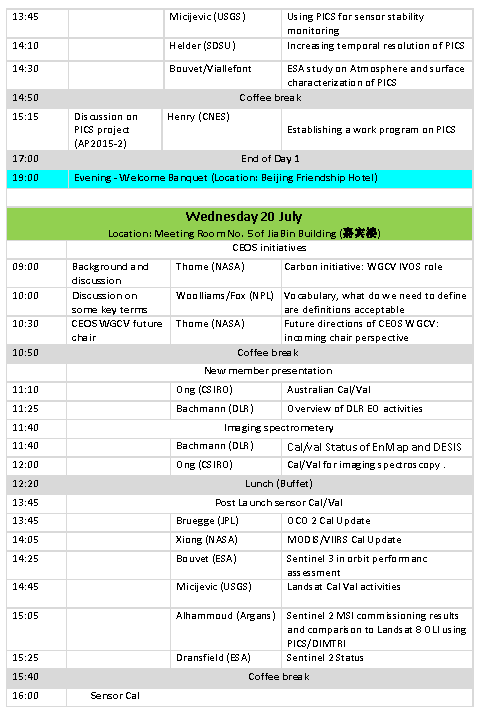 13:45 Micijevic (USGS) Using PICS for sensor stability
monitoring
14:10 Helder (SDSU) Increasing temporal resolution of PICS
14:30 Bouvet/Viallefont ESA study on Atmosphere and surface
characterization of PICS
14:50 Coffee break
15:15 Discussion on Henry (CNES)
PICS project Establishing a work program on PICS
(AP2015-2)
17:00 End of Day 1
19:00 Evening - Welcome Banquet (Location: Beijing Friendship Hotel)
Wednesday 20 July
Location: Meeting Room No. 5 of JiaBin Building (嘉宾楼)
CEOS initiatives
09:00 Background and Thome (NASA) Carbon initiative: WGCV IVOS role
discussion
10:00 Discussion on Woolliams/Fox (NPL) Vocabulary, what do we need to define
some key terms are definitions acceptable
10:30 CEOS WGCV future Thome (NASA) Future directions of CEOS WGCV:
chair incoming chair perspective
10:50 Coffee break
New member presentation
11:10 Ong (CSIRO) Australian Cal/Val
11:25 Bachmann (DLR) Overview of DLR EO activities
11:40 Imaging spectrometery
11:40 Bachmann (DLR) Cal/val Status of EnMap and DESIS
12:00 Ong (CSIRO) Cal/Val for imaging spectroscopy .
12:20 Lunch (Buffet)
13:45 Post Launch sensor Cal/Val
13:45 Bruegge (JPL) OCO 2 Cal Update
14:05 Xiong (NASA) MODIS/VIIRS Cal Update
14:25 Bouvet (ESA) Sentinel 3 in orbit performanc
assessment
14:45 Micijevic (USGS) Landsat Cal Val activities
15:05 Alhammoud (Argans) Sentinel 2 MSI commissioning results
and comparison to Landsat 8 OLI using
PICS/DIMTRI
15:25 Dransfield (ESA) Sentinel 2 Status
15:40 Coffee break
16:00 Sensor Cal